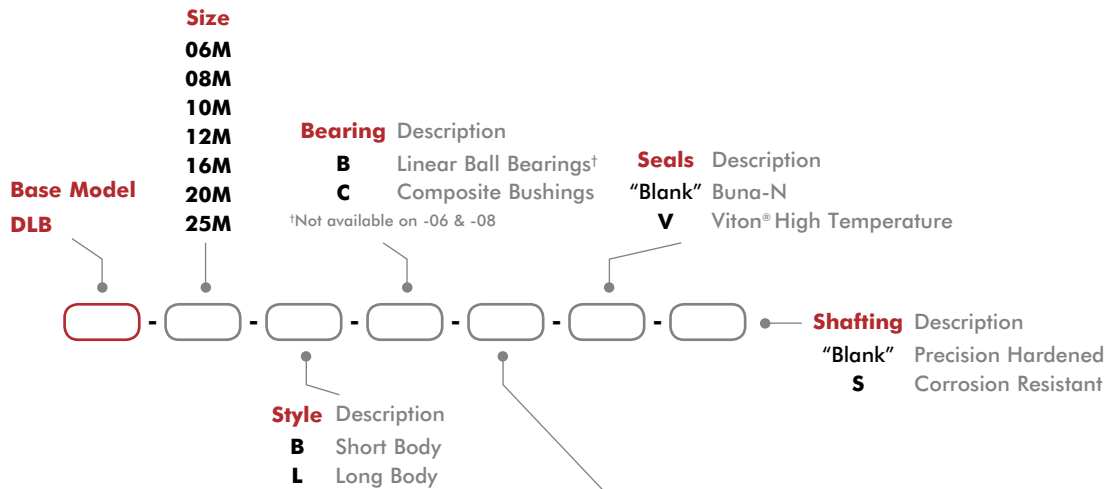 Size
06M
08M
10M
12M
16M
20M
25M
Base Model
DLB
Bearing Description
B Linear Ball Bearings†
C Composite Bushings
†Not available on -06 & -08
Seals Description
"Blank" Buna-N
V Viton® High Temperature
- - - - - -
Shafting Description
"Blank" Precision Hardened
S Corrosion Resistant
Style Description
B Short Body
L Long Body